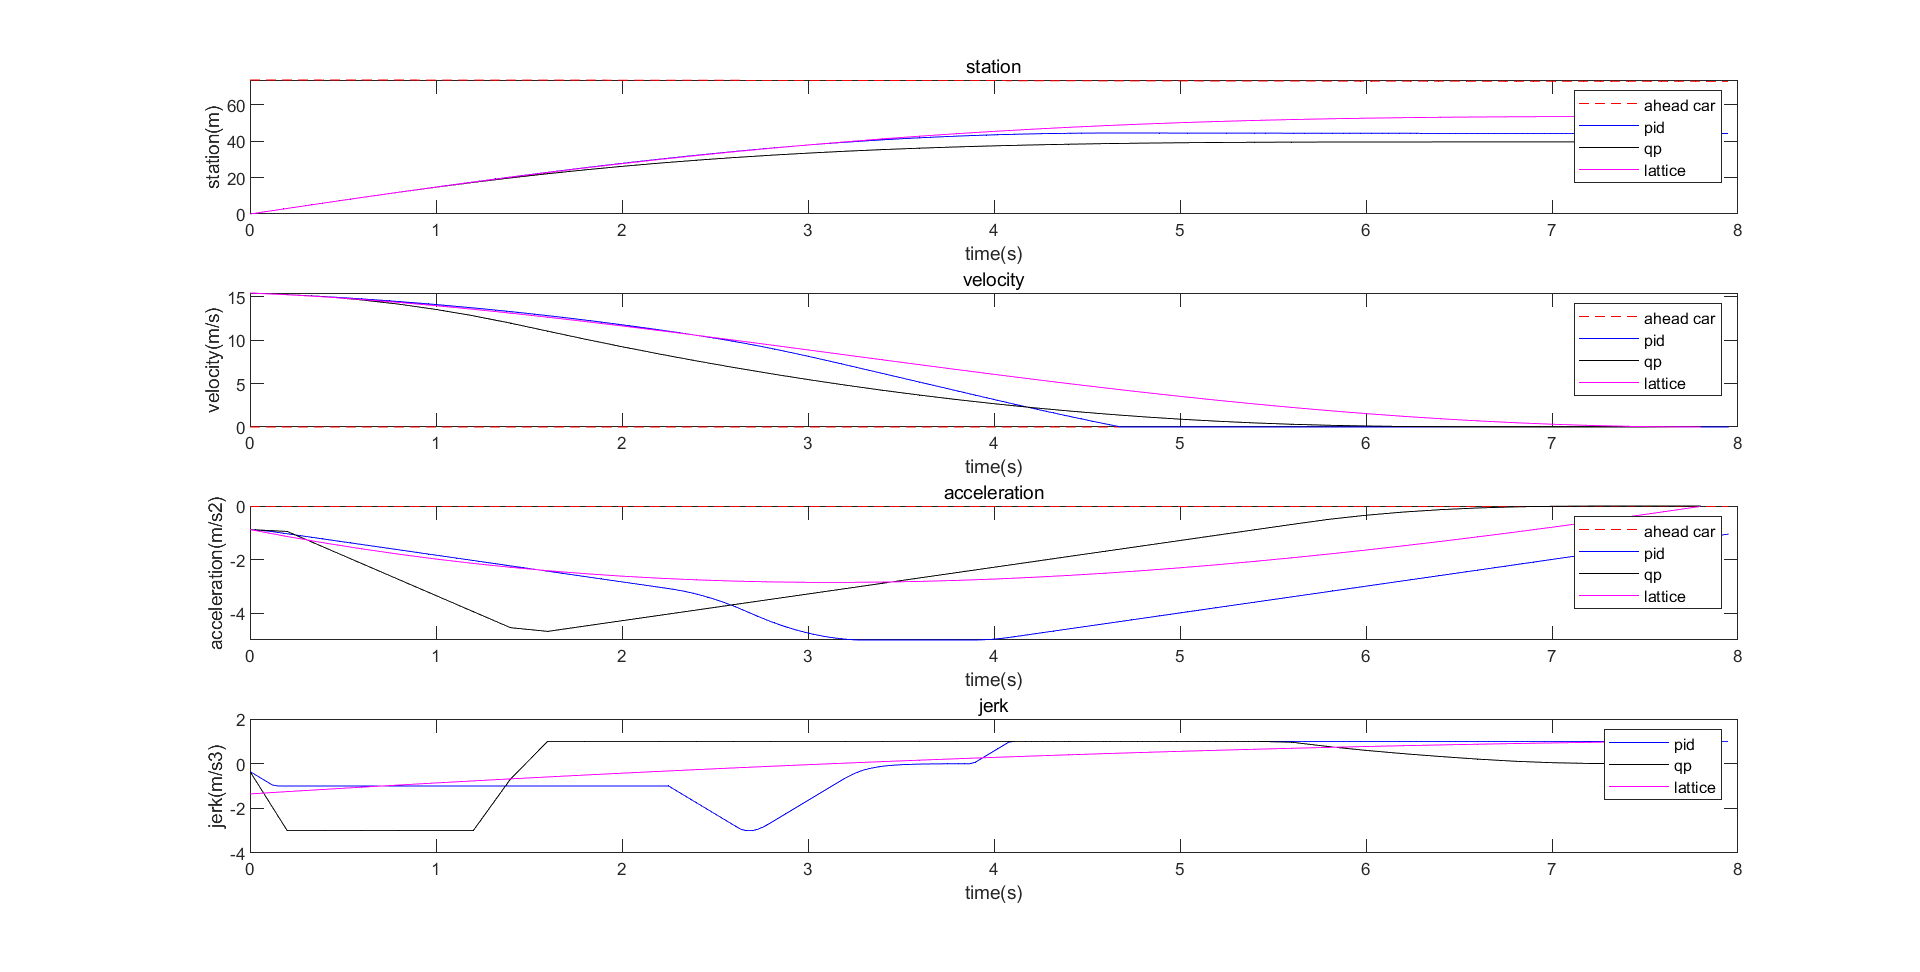 station
station(m)
60
40
20
0
0 1 2 3 4 5 6 7 8
time(s)
ahead car
pid
qp
lattice
velocity
velocity(m/s)
15
10
5
0
0 1 2 3 4 5 6 7 8
time(s)
ahead car
pid
qp
lattice
acceleration
acceleration(m/s2)
0
-2
-4
0 1 2 3 4 5 6 7 8
time(s)
ahead car
pid
qp
lattice
jerk
jerk(m/s3)
2
0
-2
-4
0 1 2 3 4 5 6 7 8
time(s)
pid
qp
lattice